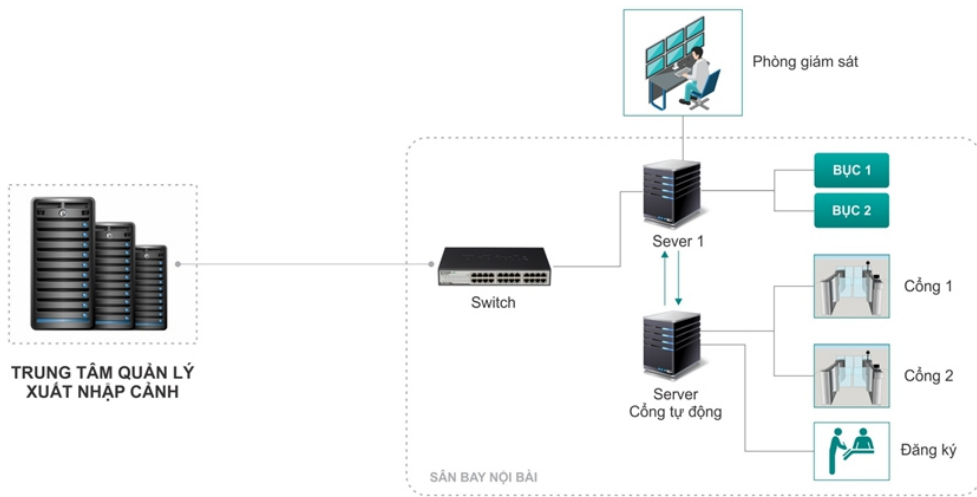 Phòng giám sát
BỤC 1
BỤC 2
Sever 1
Switch
Cổng 1
TRUNG TÂM QUẢN LÝ
XUẤT NHẬP CẢNH
Cổng 2
Server
Cổng tự động
Đăng ký
SÂN BAY NỘI BÀI